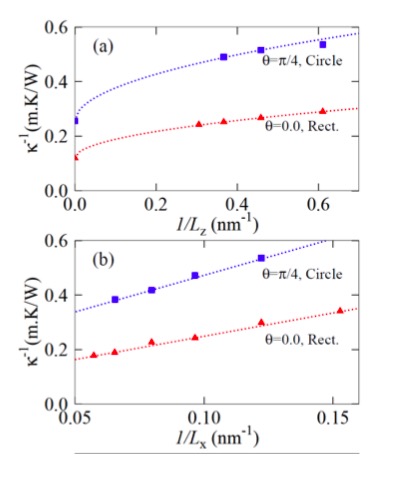 0.6
(a)
θ=π/4, Circle
0.4
κ⁻¹(m.K/W)
0.2
θ=0.0, Rect.
0.0
0.0 0.2 0.4 0.6
1/Lz (nm⁻¹)
0.6
(b)
θ=π/4, Circle
0.4
κ⁻¹(m.K/W)
θ=0.0, Rect.
0.2
0.0
0.05 0.10 0.15
1/Lx (nm⁻¹)